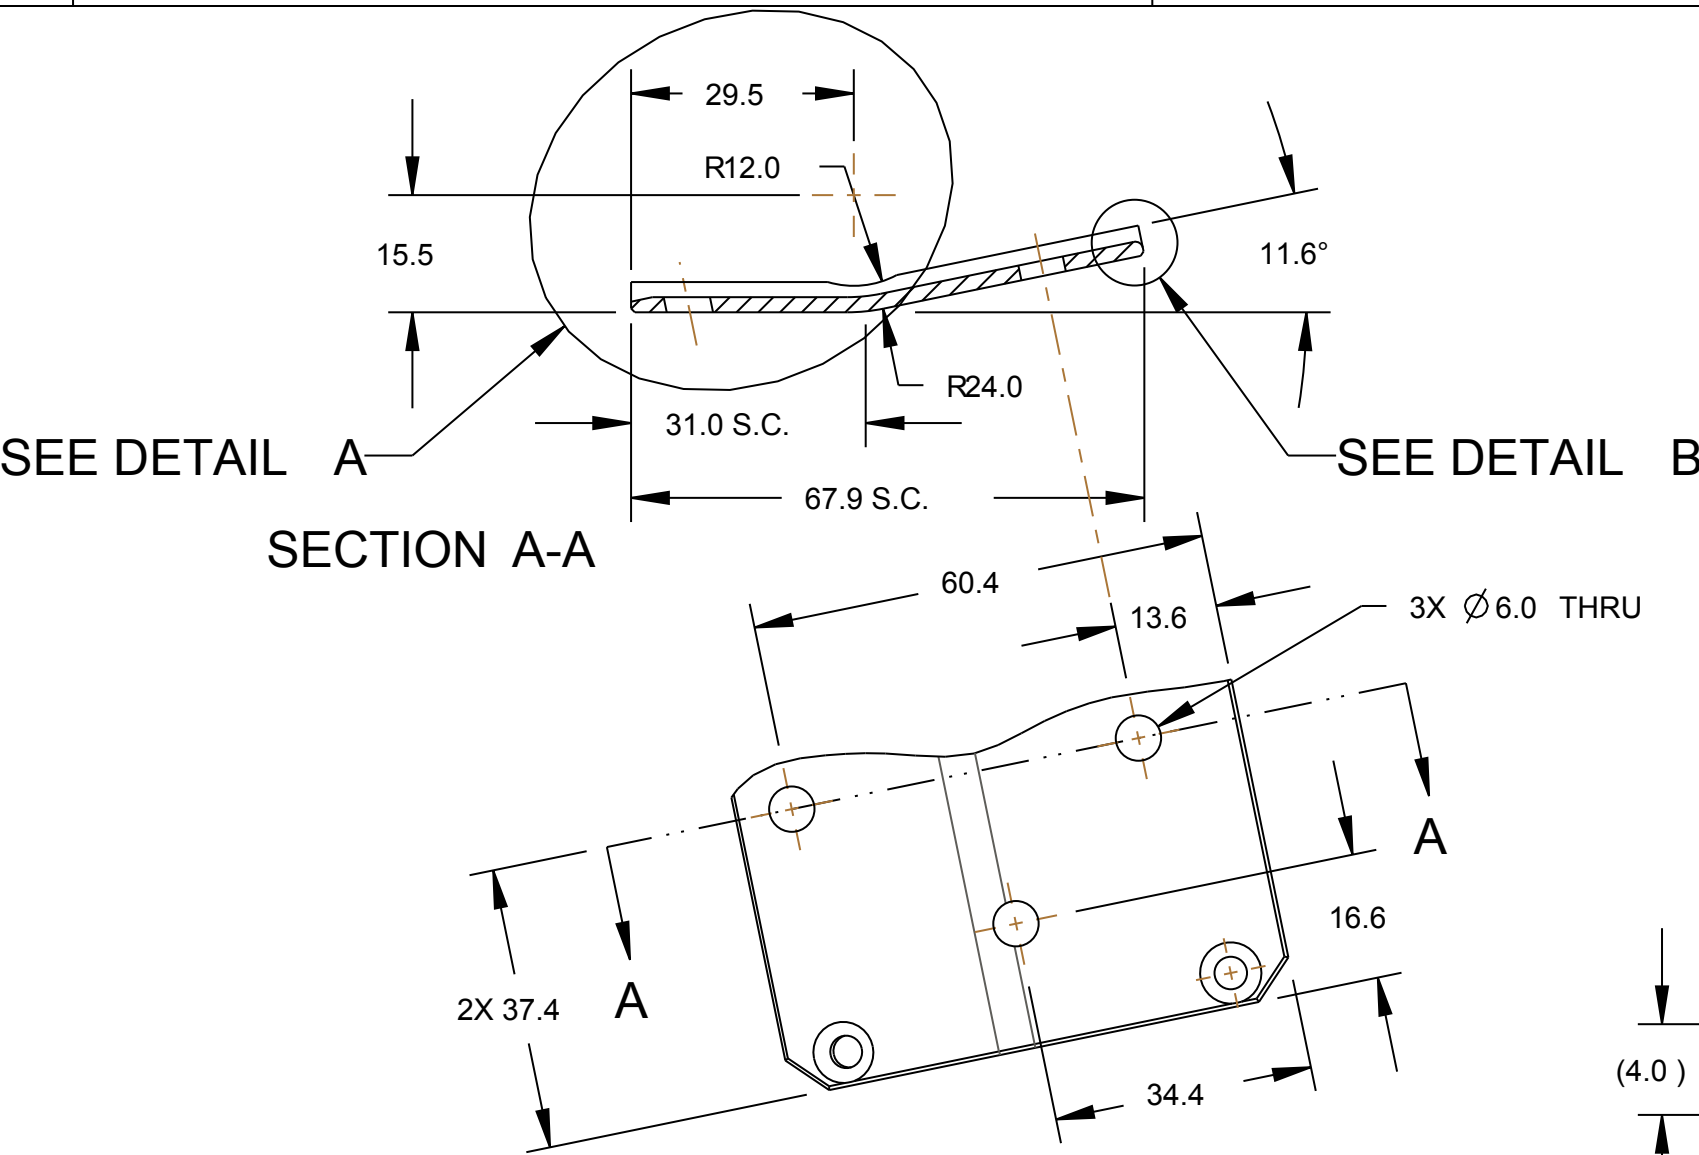 29.5
R12.0
15.5
11.6°
R24.0
31.0 S.C.
SEE DETAIL A
SEE DETAIL B
67.9 S.C.
SECTION A-A
60.4
13.6
3X ∅6.0 THRU
A
16.6
A
2X 37.4
(4.0 )
34.4